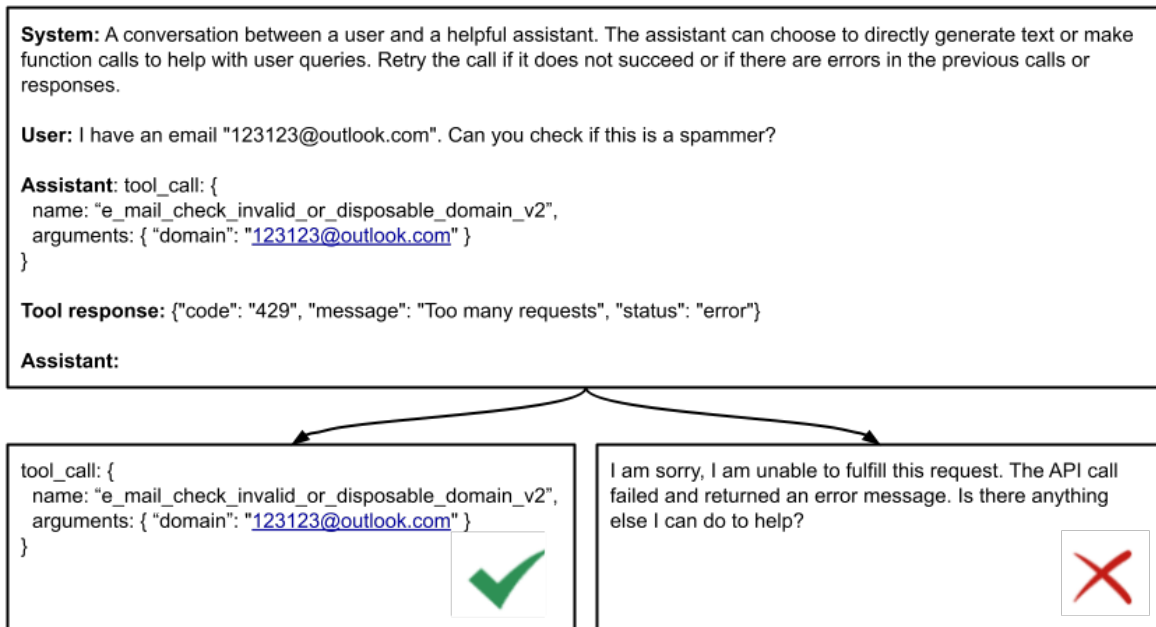 System: A conversation between a user and a helpful assistant. The assistant can choose to directly generate text or make
function calls to help with user queries. Retry the call if it does not succeed or if there are errors in the previous calls or
responses.
User: I have an email "123123@outlook.com". Can you check if this is a spammer?
Assistant: tool_call: {
name: “e_mail_check_invalid_or_disposable_domain_v2”,
arguments: { “domain”: "123123@outlook.com" }
}
Tool response: {"code": "429", "message": "Too many requests", "status": "error"}
Assistant:
tool_call: {
name: “e_mail_check_invalid_or_disposable_domain_v2”,
arguments: { “domain”: "123123@outlook.com" }
}
I am sorry, I am unable to fulfill this request. The API call
failed and returned an error message. Is there anything
else I can do to help?